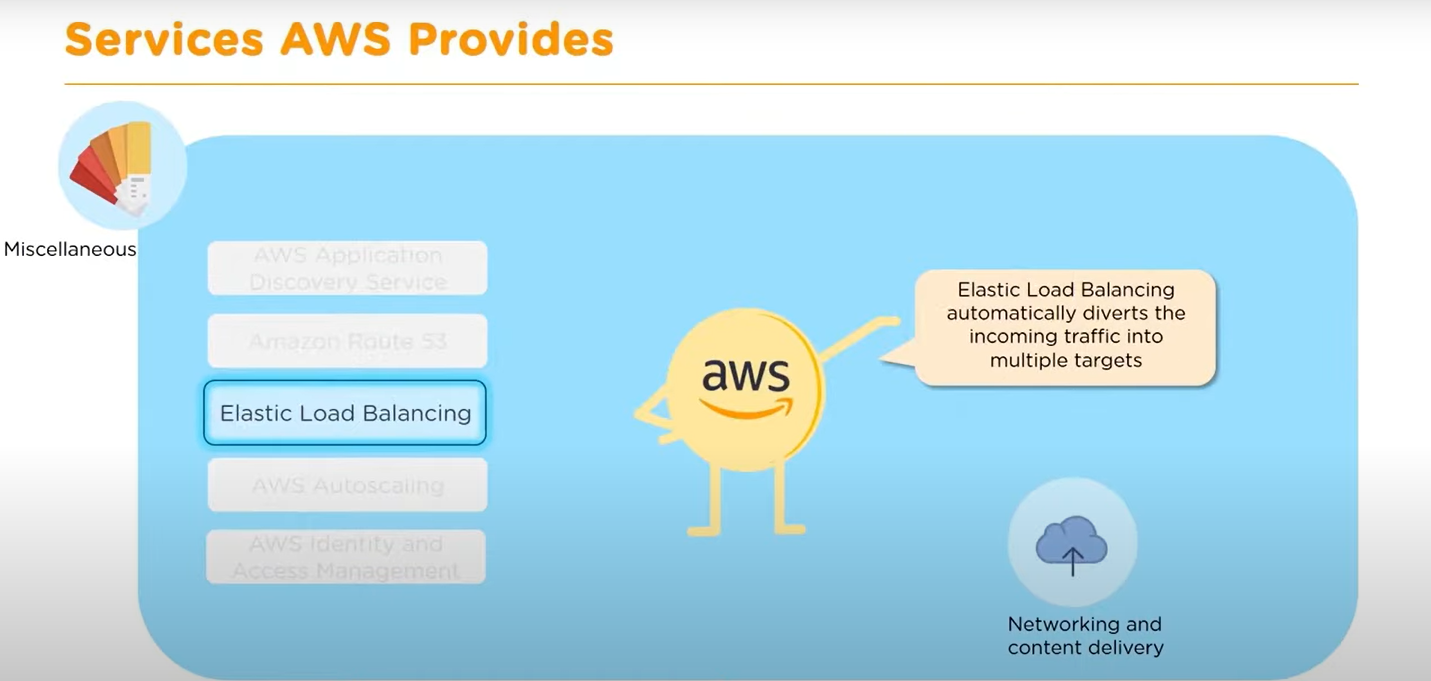 Services AWS Provides
Miscellaneous
AWS Application
Discovery Service
Amazon Route 53
Elastic Load Balancing
AWS Autoscaling
AWS Identity and
Access Management
aws
Elastic Load Balancing
automatically diverts the
incoming traffic into
multiple targets
Networking and
content delivery